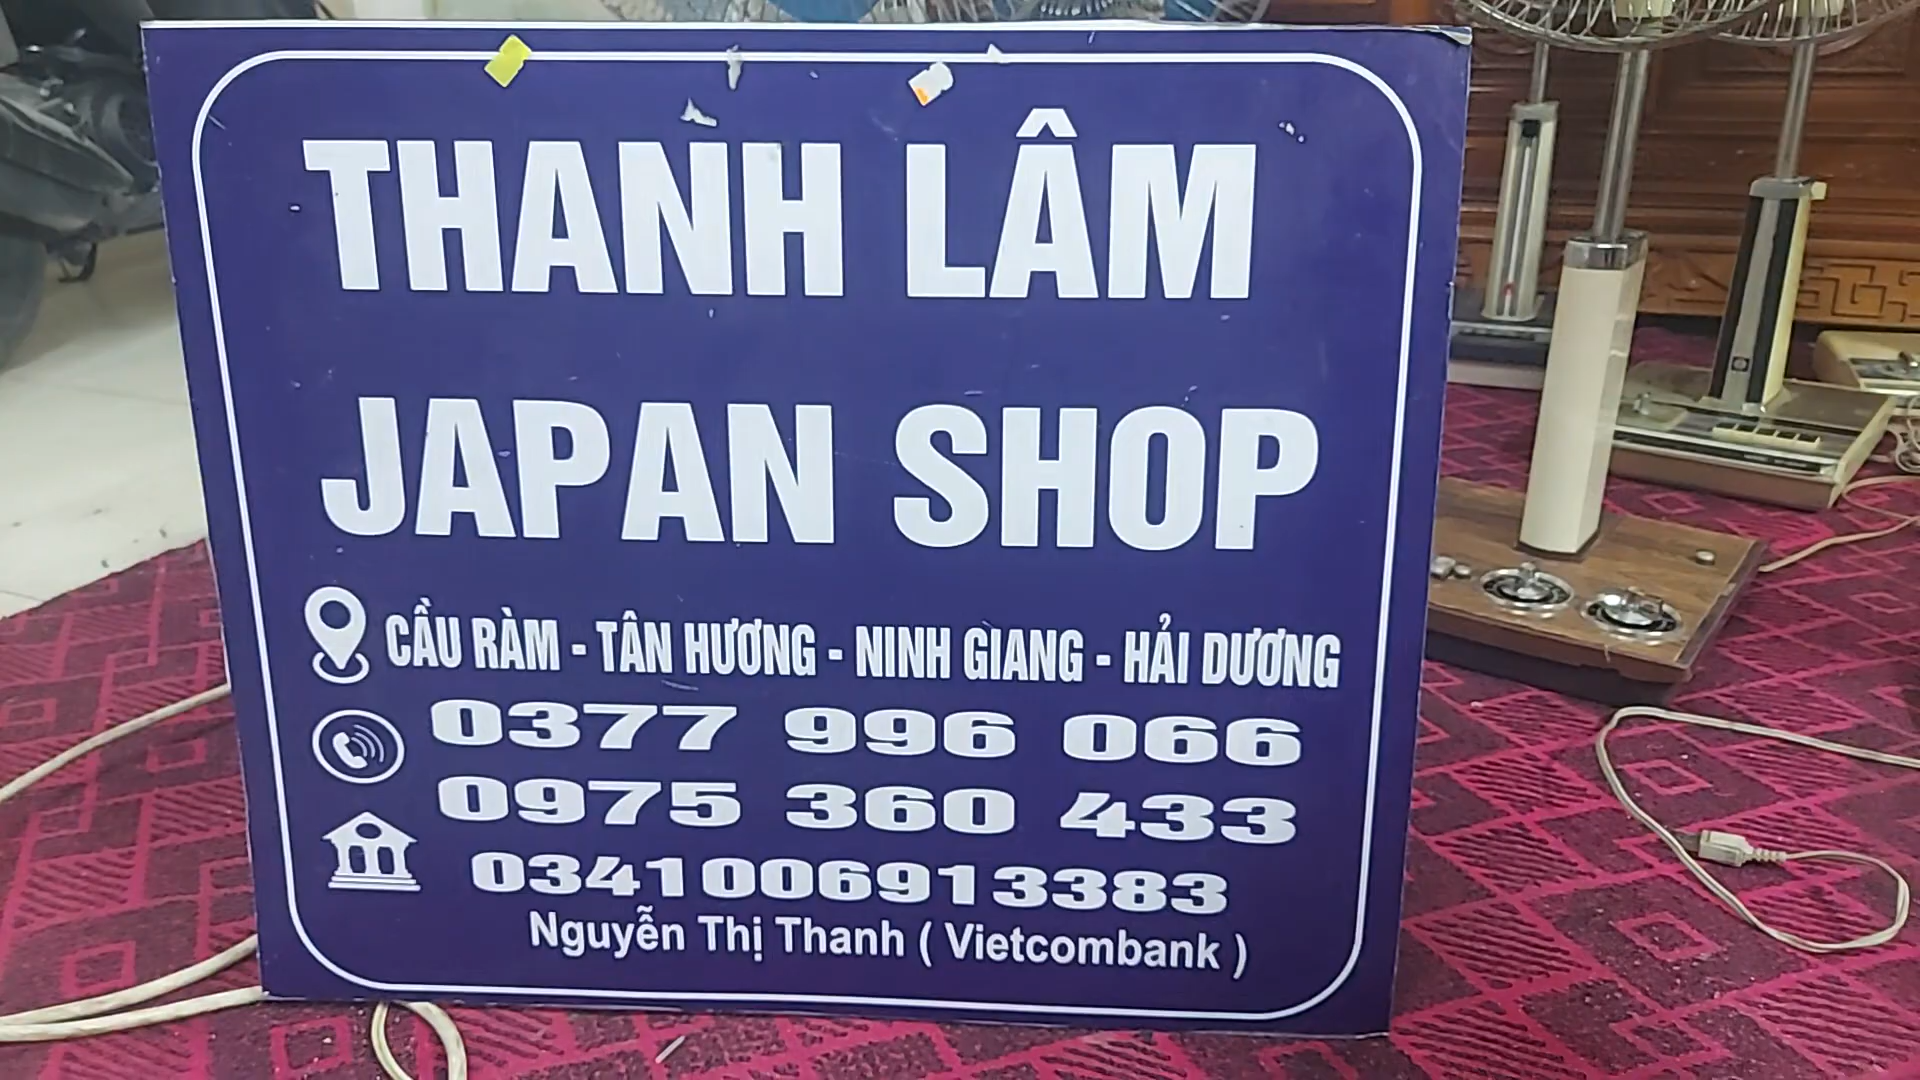 THANH LÂM
JAPAN SHOP
CẦU RÀM - TÂN HƯƠNG - NINH GIANG - HẢI DƯƠNG
0377 996 066
0975 360 433
0341006913383
Nguyễn Thị Thanh ( Vietcombank )